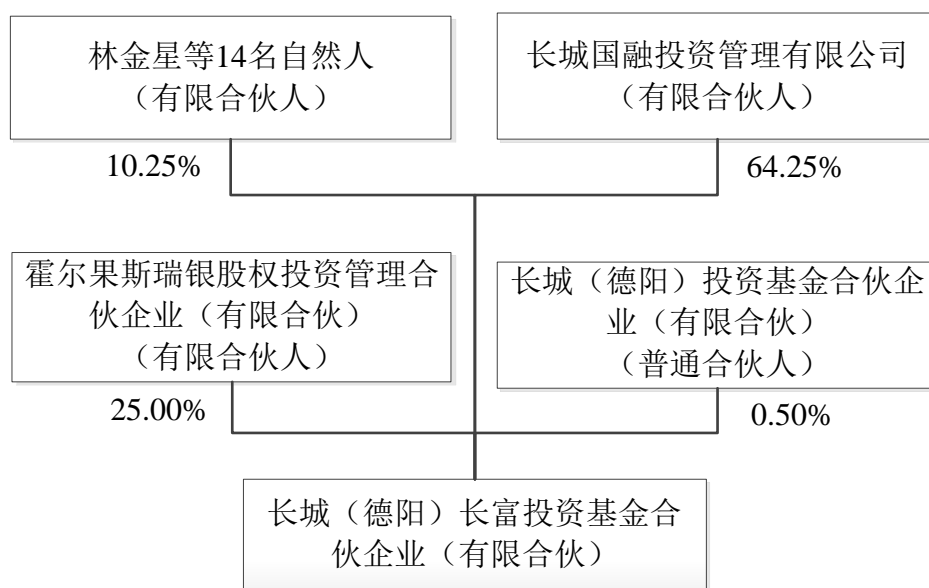 林金星等14名自然人
（有限合伙人）
长城国融投资管理有限公司
（有限合伙人）
10.25%
64.25%
霍尔果斯瑞银股权投资管理合
伙企业（有限合伙）
（有限合伙人）
长城（德阳）投资基金合伙企
业（有限合伙）
（普通合伙人）
25.00%
0.50%
长城（德阳）长富投资基金合
伙企业（有限合伙）